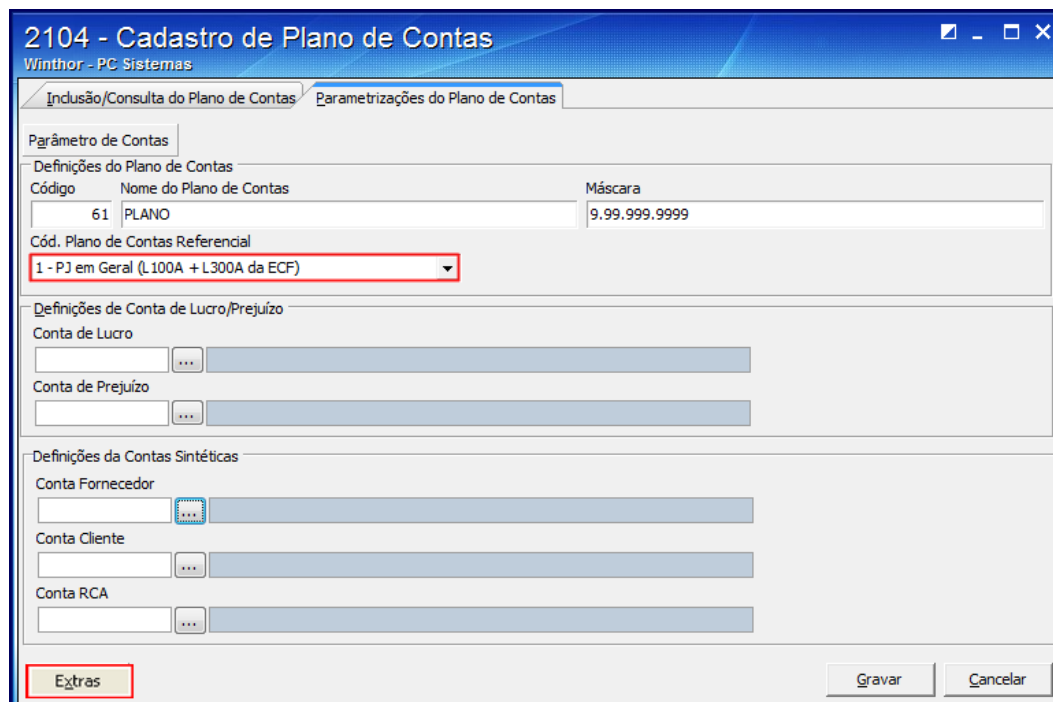 2104 - Cadastro de Plano de Contas
Winthor - PC Sistemas
Inclusão/Consulta do Plano de Contas Parametrizações do Plano de Contas
Parâmetro de Contas
Definições do Plano de Contas
Código Nome do Plano de Contas Máscara
61 PLANO 9.99.999.9999
Cód. Plano de Contas Referencial
1 - PJ em Geral (L100A + L300A da ECF)
Definições de Conta de Lucro/Prejuízo
Conta de Lucro
...
Conta de Prejuízo
...
Definições da Contas Sintéticas
Conta Fornecedor
...
Conta Cliente
...
Conta RCA
...
Extras Gravar Cancelar